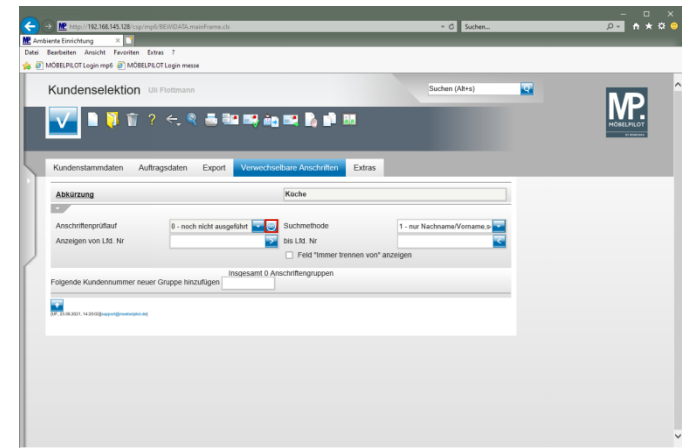 http://192.168.145.128/csp/mp6/BEWIDATA.mainFrame.cls
Suchen...
Ambiente Einrichtung
Datei Bearbeiten Ansicht Favoriten Extras ?
MÖBELPILOT Login mp6 MÖBELPILOT Login messe
Kundenselektion Uli Flottmann
Suchen (Alt+s)
MP.
MÖBELPILOT
Kundenstammdaten Auftragsdaten Export Verwechselbare Anschriften Extras
Abkürzung Küche
Anschriftenprüflauf 0 - noch nicht ausgeführt Suchmethode 1 - nur Nachname/Vorname,s
Anzeigen von Lfd. Nr bis Lfd. Nr
Feld "Immer trennen von" anzeigen
Insgesamt 0 Anschriftengruppen
Folgende Kundennummer neuer Gruppe hinzufügen